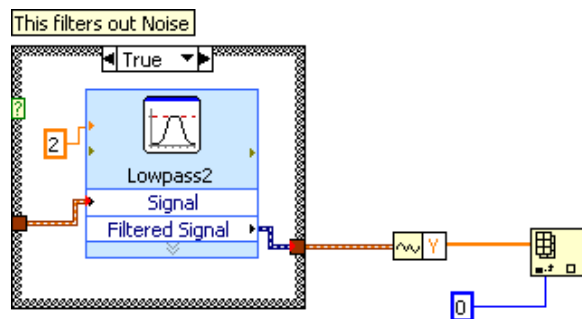 This filters out Noise
True
?
2
Lowpass2
Signal
Filtered Signal
Y
0